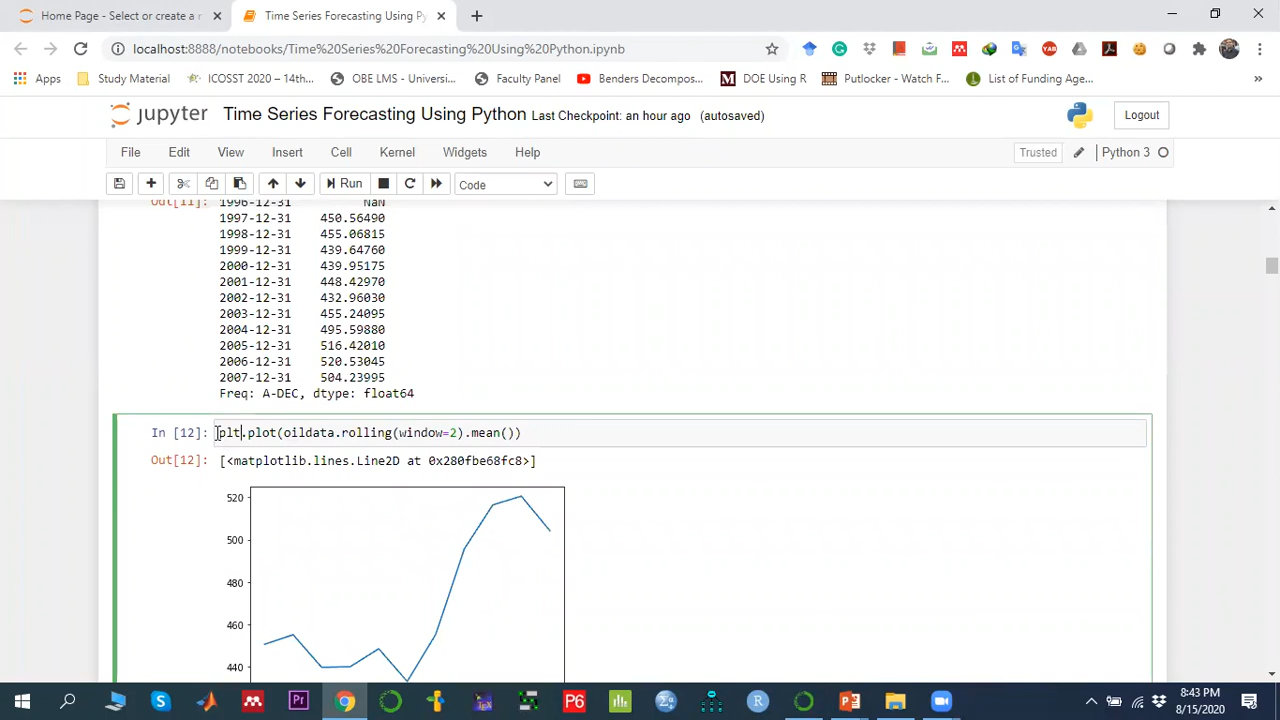 Home Page - Select or create a n
Time Series Forecasting Using Py
localhost:8888/notebooks/Time%20Series%20Forecasting%20Using%20Python.ipynb
Apps
Study Material
ICOSST 2020 – 14th...
OBE LMS - Universi...
Faculty Panel
Benders Decompos...
DOE Using R
Putlocker - Watch F...
List of Funding Age...
»
jupyter Time Series Forecasting Using Python Last Checkpoint: an hour ago (autosaved)
Logout
File Edit View Insert Cell Kernel Widgets Help
Trusted
Python 3
Run
Code
Out[11]: 1996-12-31 NaN
1997-12-31 450.56490
1998-12-31 455.06815
1999-12-31 439.64760
2000-12-31 439.95175
2001-12-31 448.42970
2002-12-31 432.96030
2003-12-31 455.24095
2004-12-31 495.59880
2005-12-31 516.42010
2006-12-31 520.53045
2007-12-31 504.23995
Freq: A-DEC, dtype: float64
In [12]: plt.plot(oildata.rolling(window=2).mean())
Out[12]: [<matplotlib.lines.Line2D at 0x280fbe68fc8>]
520
500
480
460
440
Pr
P6
R
8:43 PM
8/15/2020